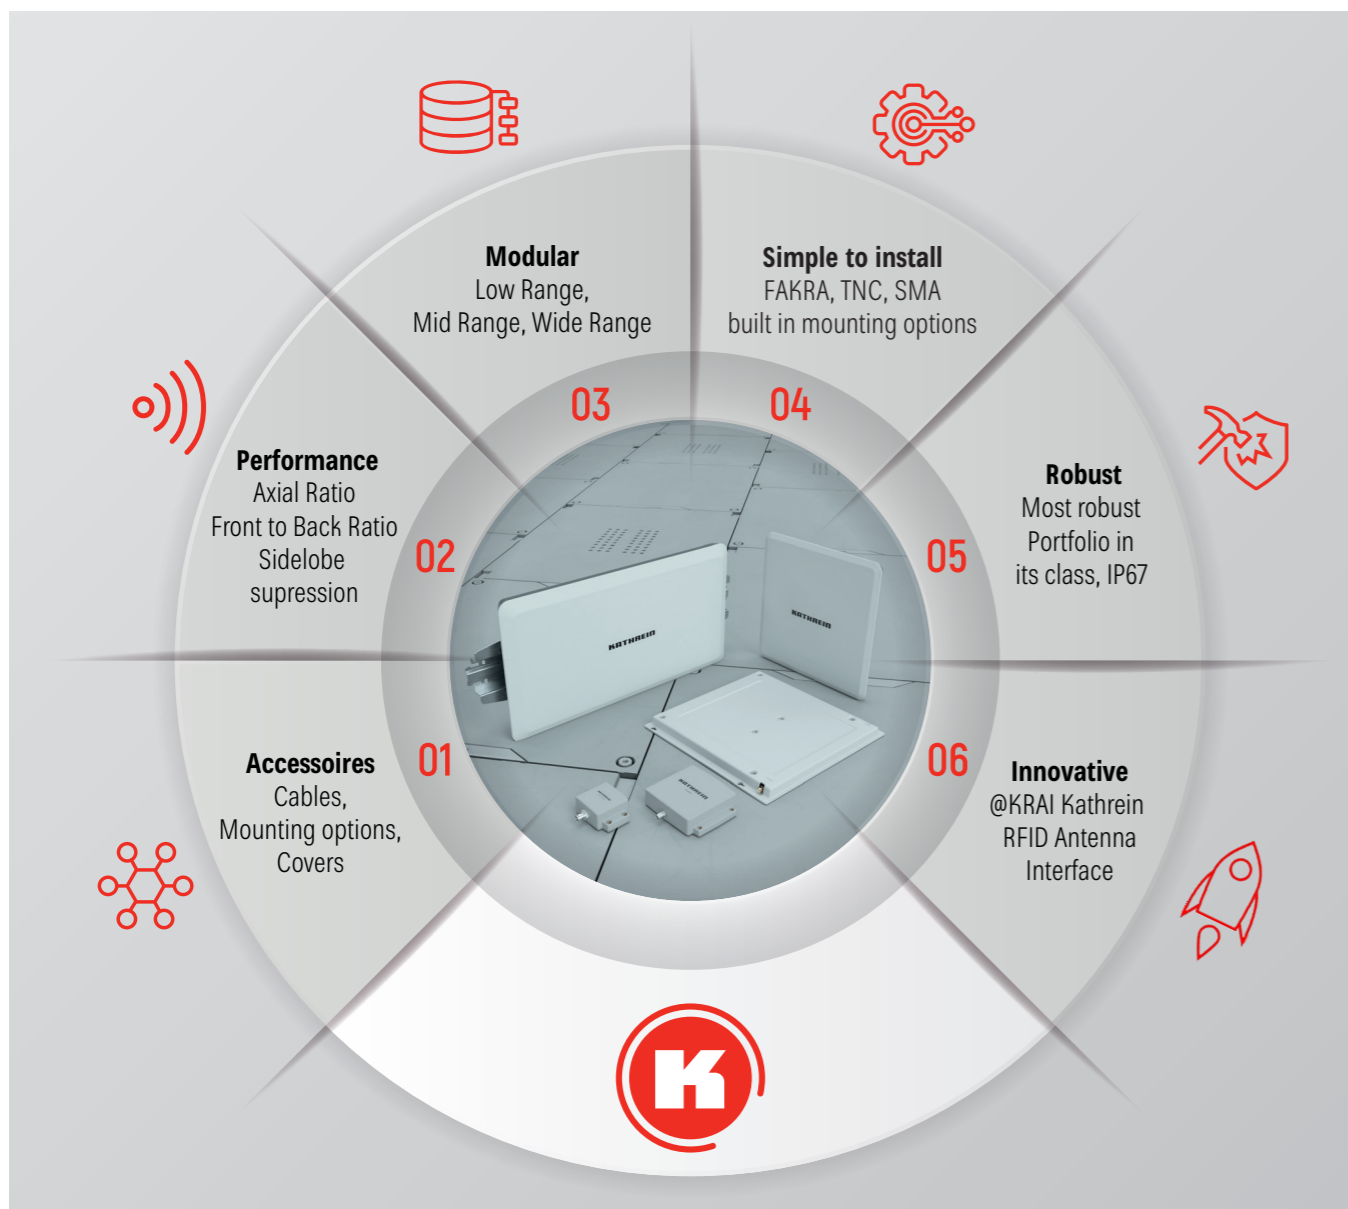 Modular
Low Range,
Mid Range, Wide Range
03
Simple to install
FAKRA, TNC, SMA
built in mounting options
04
Performance
Axial Ratio
Front to Back Ratio
Sidelobe
supression
02
Robust
Most robust
Portfolio in
its class, IP67
05
KATHREIN
KATHREIN
Accessoires
Cables,
Mounting options,
Covers
01
Innovative
@KRAI Kathrein
RFID Antenna
Interface
06
KATHREIN
K